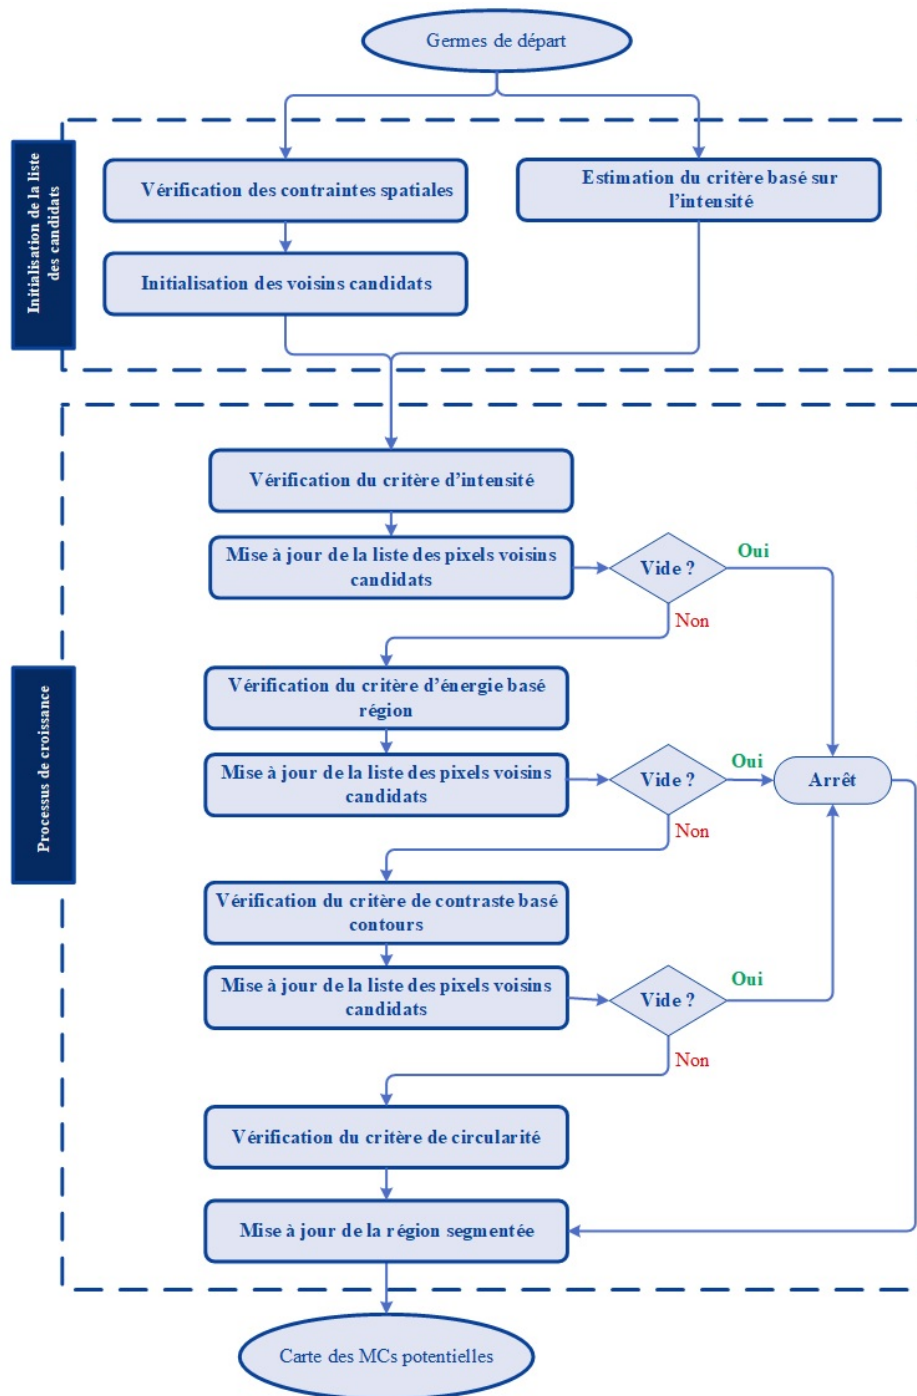 Germes de départ
Initialisation de la liste
des candidats
Vérification des contraintes spatiales
Estimation du critère basé sur
l'intensité
Initialisation des voisins candidats
Processus de croissance
Vérification du critère d'intensité
Mise à jour de la liste des pixels voisins
candidats
Vide ?
Oui
Non
Vérification du critère d'énergie basé
région
Mise à jour de la liste des pixels voisins
candidats
Vide ?
Oui
Arrêt
Non
Vérification du critère de contraste basé
contours
Mise à jour de la liste des pixels voisins
candidats
Vide ?
Oui
Non
Vérification du critère de circularité
Mise à jour de la région segmentée
Carte des MCs potentielles